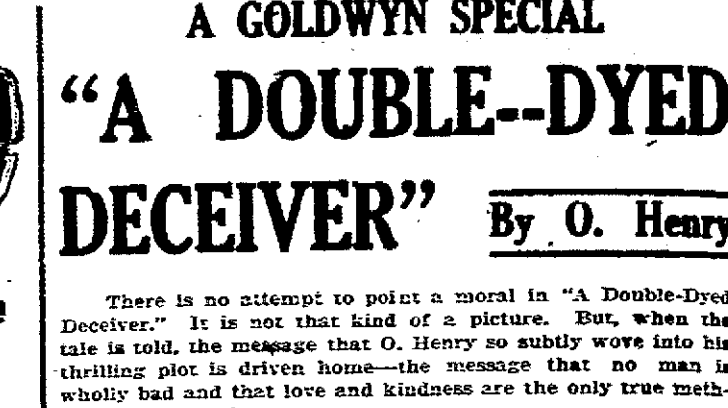 A GOLDWYN SPECIAL
"A DOUBLE--DYED
DECEIVER"
By O. Henry
There is no attempt to point a moral in "A Double-Dyed
Deceiver." It is not that kind of a picture. But, when the
tale is told, the message that O. Henry so subtly wove into his
thrilling plot is driven home—the message that no man is
wholly bad and that love and kindness are the only true meth-